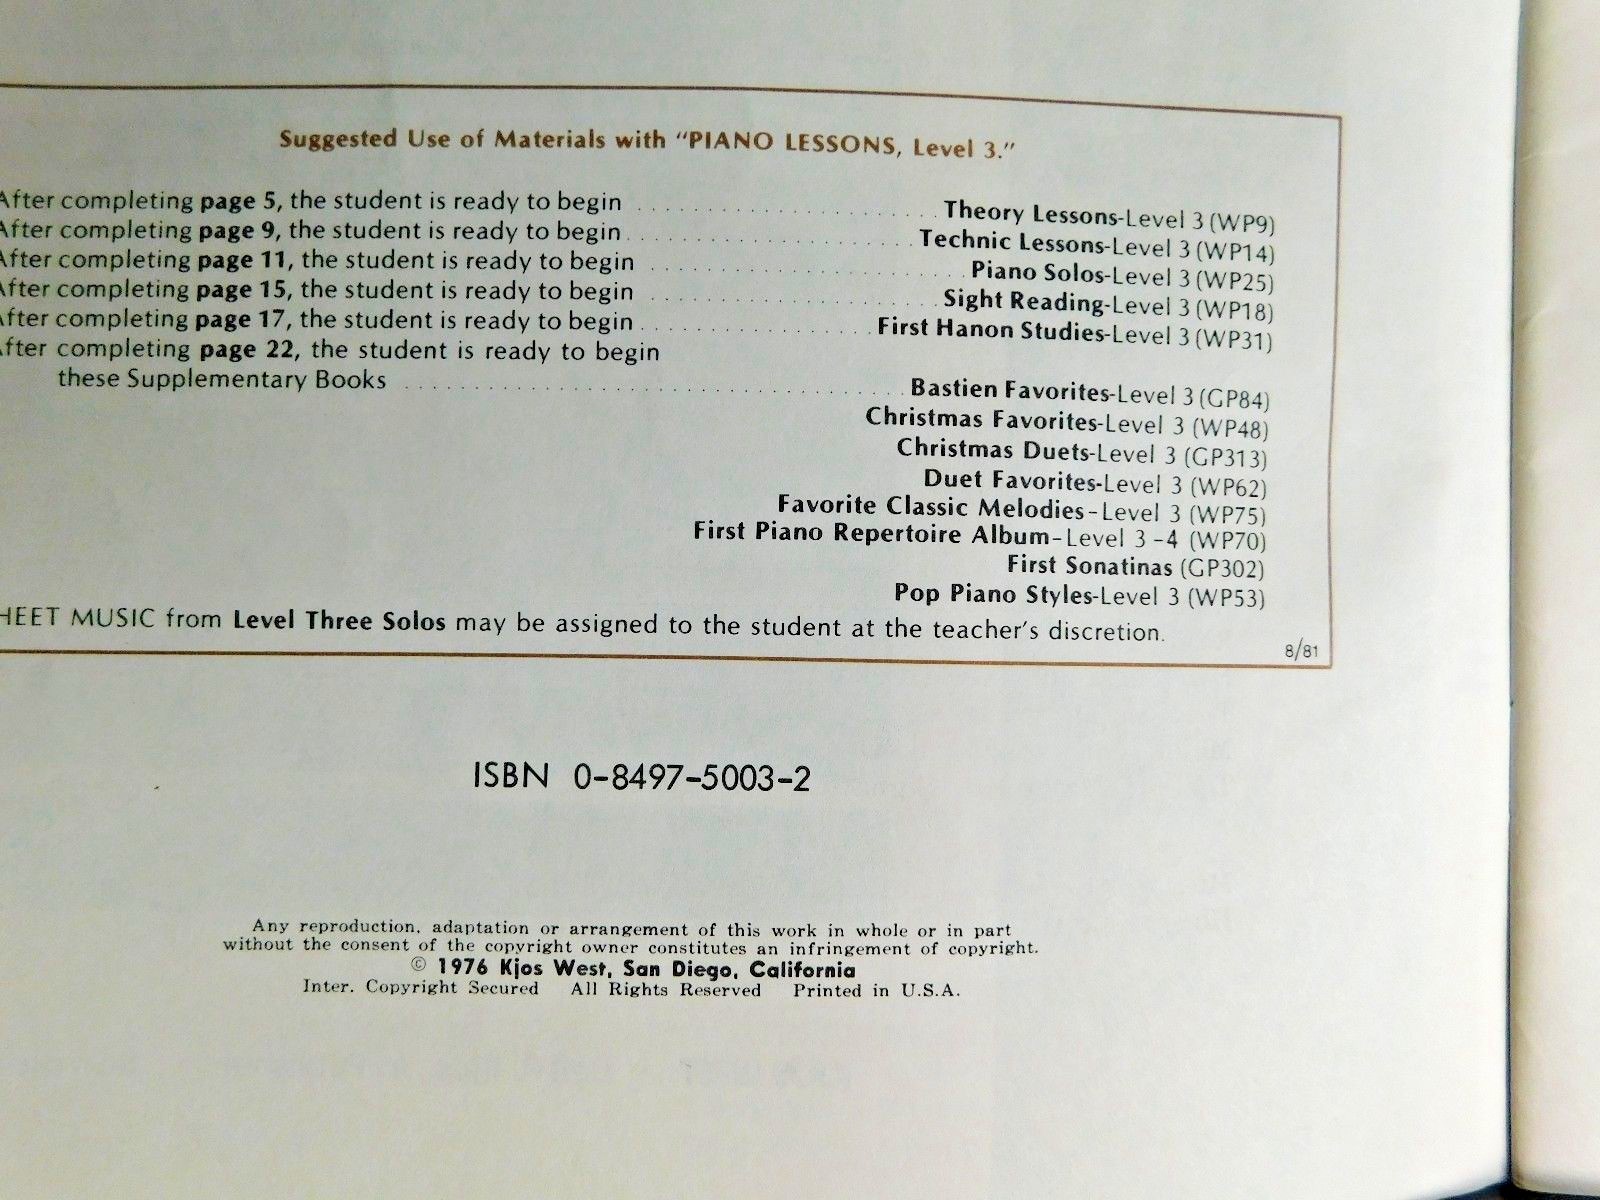 Suggested Use of Materials with "PIANO LESSONS, Level 3."
After completing page 5, the student is ready to begin . . . . . . . . . . . . . . . . . . . . Theory Lessons-Level 3 (WP9)
After completing page 9, the student is ready to begin . . . . . . . . . . . . . . . . . . . . Technic Lessons-Level 3 (WP14)
After completing page 11, the student is ready to begin . . . . . . . . . . . . . . . . . . . . Piano Solos-Level 3 (WP25)
After completing page 15, the student is ready to begin . . . . . . . . . . . . . . . . . . . . Sight Reading-Level 3 (WP18)
After completing page 17, the student is ready to begin . . . . . . . . . . . . . . . . First Hanon Studies-Level 3 (WP31)
After completing page 22, the student is ready to begin
these Supplementary Books . . . . . . . . . . . . . . . . . . . . . . . . . . . . . . Bastien Favorites-Level 3 (GP84)
Christmas Favorites-Level 3 (WP48)
Christmas Duets-Level 3 (GP313)
Duet Favorites-Level 3 (WP62)
Favorite Classic Melodies-Level 3 (WP75)
First Piano Repertoire Album-Level 3-4 (WP70)
First Sonatinas (GP302)
Pop Piano Styles-Level 3 (WP53)
HEET MUSIC from Level Three Solos may be assigned to the student at the teacher's discretion.
8/81
ISBN 0-8497-5003-2
Any reproduction, adaptation or arrangement of this work in whole or in part
without the consent of the copyright owner constitutes an infringement of copyright.
© 1976 Kjos West, San Diego, California
Inter. Copyright Secured All Rights Reserved Printed in U.S.A.